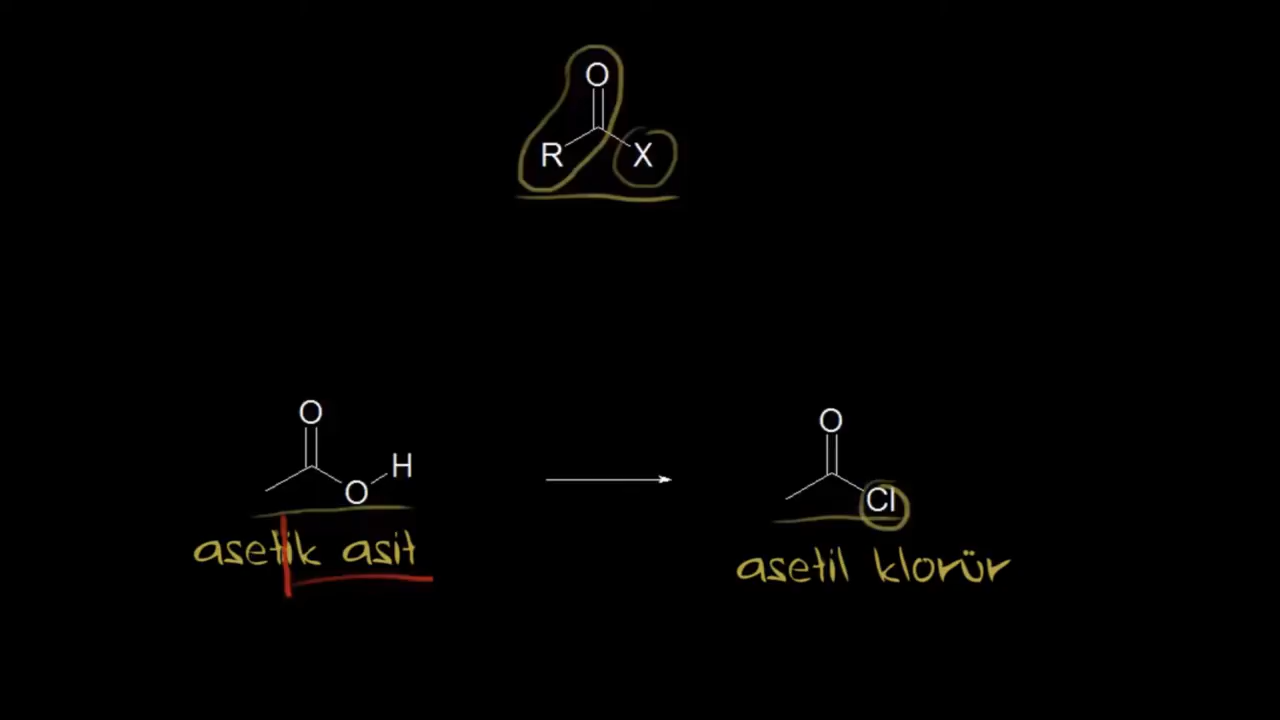 O
R X
O
O H
asetik asit
O
Cl
asetil klorür